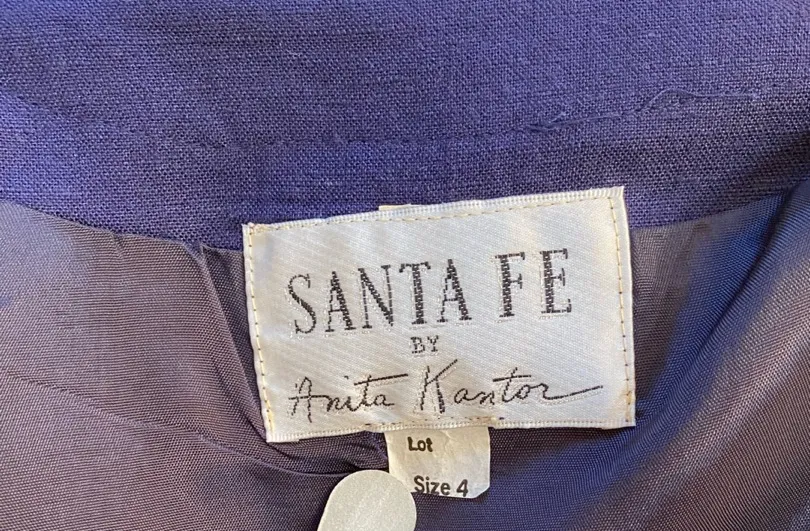 SANTA FE
BY
Anita Kantor
Lot
Size 4